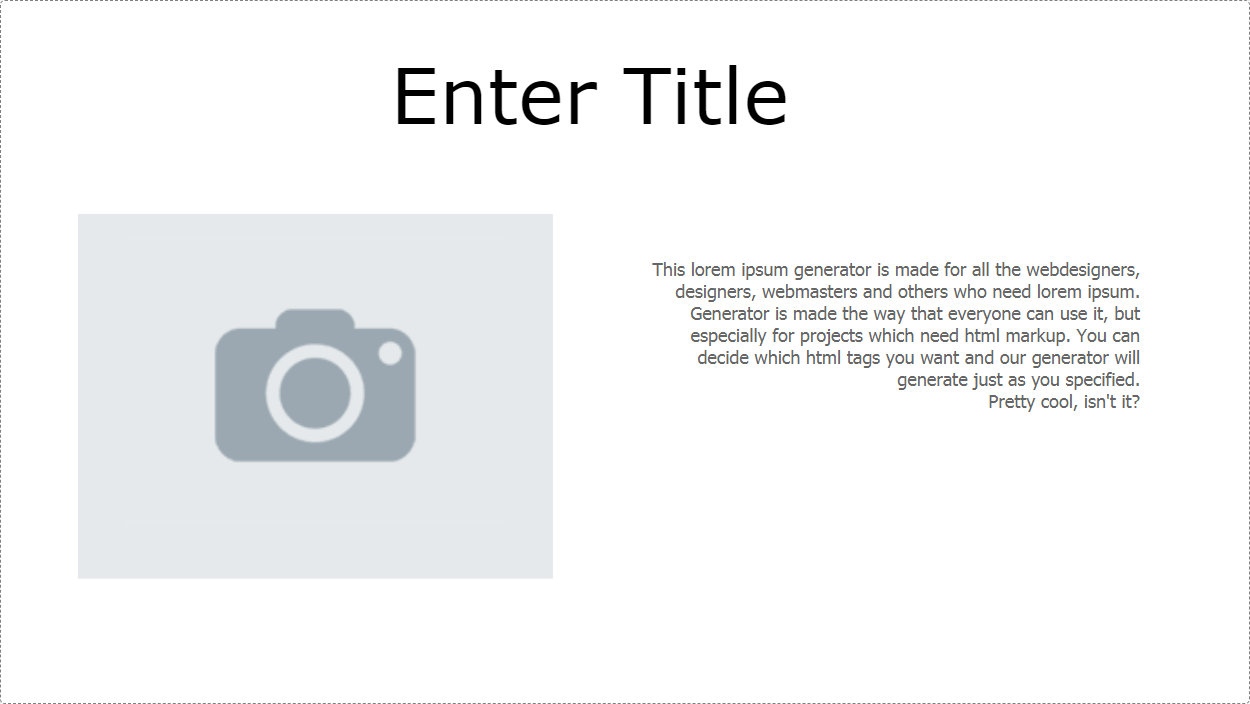 Enter Title
This lorem ipsum generator is made for all the webdesigners,
designers, webmasters and others who need lorem ipsum.
Generator is made the way that everyone can use it, but
especially for projects which need html markup. You can
decide which html tags you want and our generator will
generate just as you specified.
Pretty cool, isn't it?